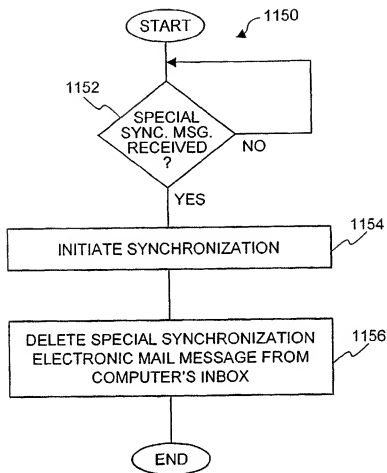 START
1150
1152
SPECIAL
SYNC. MSG.
RECEIVED
?
NO
YES
1154
INITIATE SYNCHRONIZATION
1156
DELETE SPECIAL SYNCHRONIZATION
ELECTRONIC MAIL MESSAGE FROM
COMPUTER'S INBOX
END